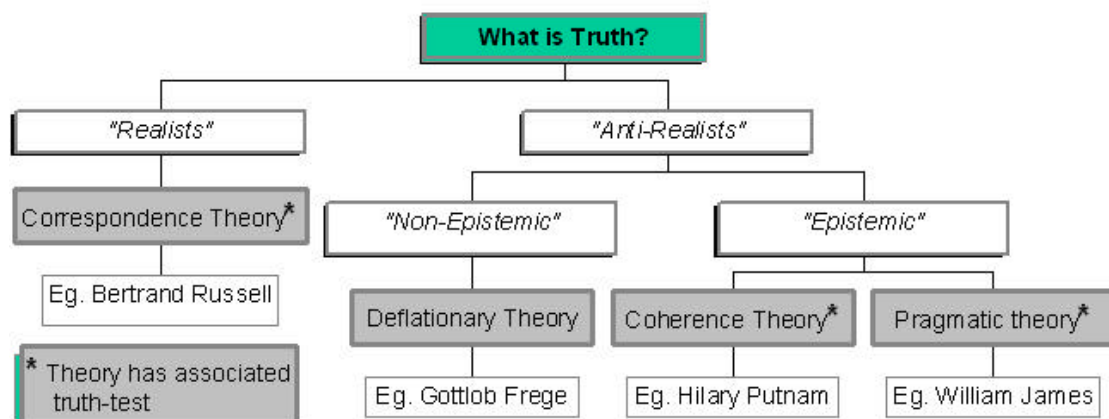 What is Truth?
"Realists"
"Anti-Realists"
Correspondence Theory*
"Non-Epistemic"
"Epistemic"
Eg. Bertrand Russell
Deflationary Theory
Coherence Theory*
Pragmatic theory*
* Theory has associated
truth-test
Eg. Gottlob Frege
Eg. Hilary Putnam
Eg. William James